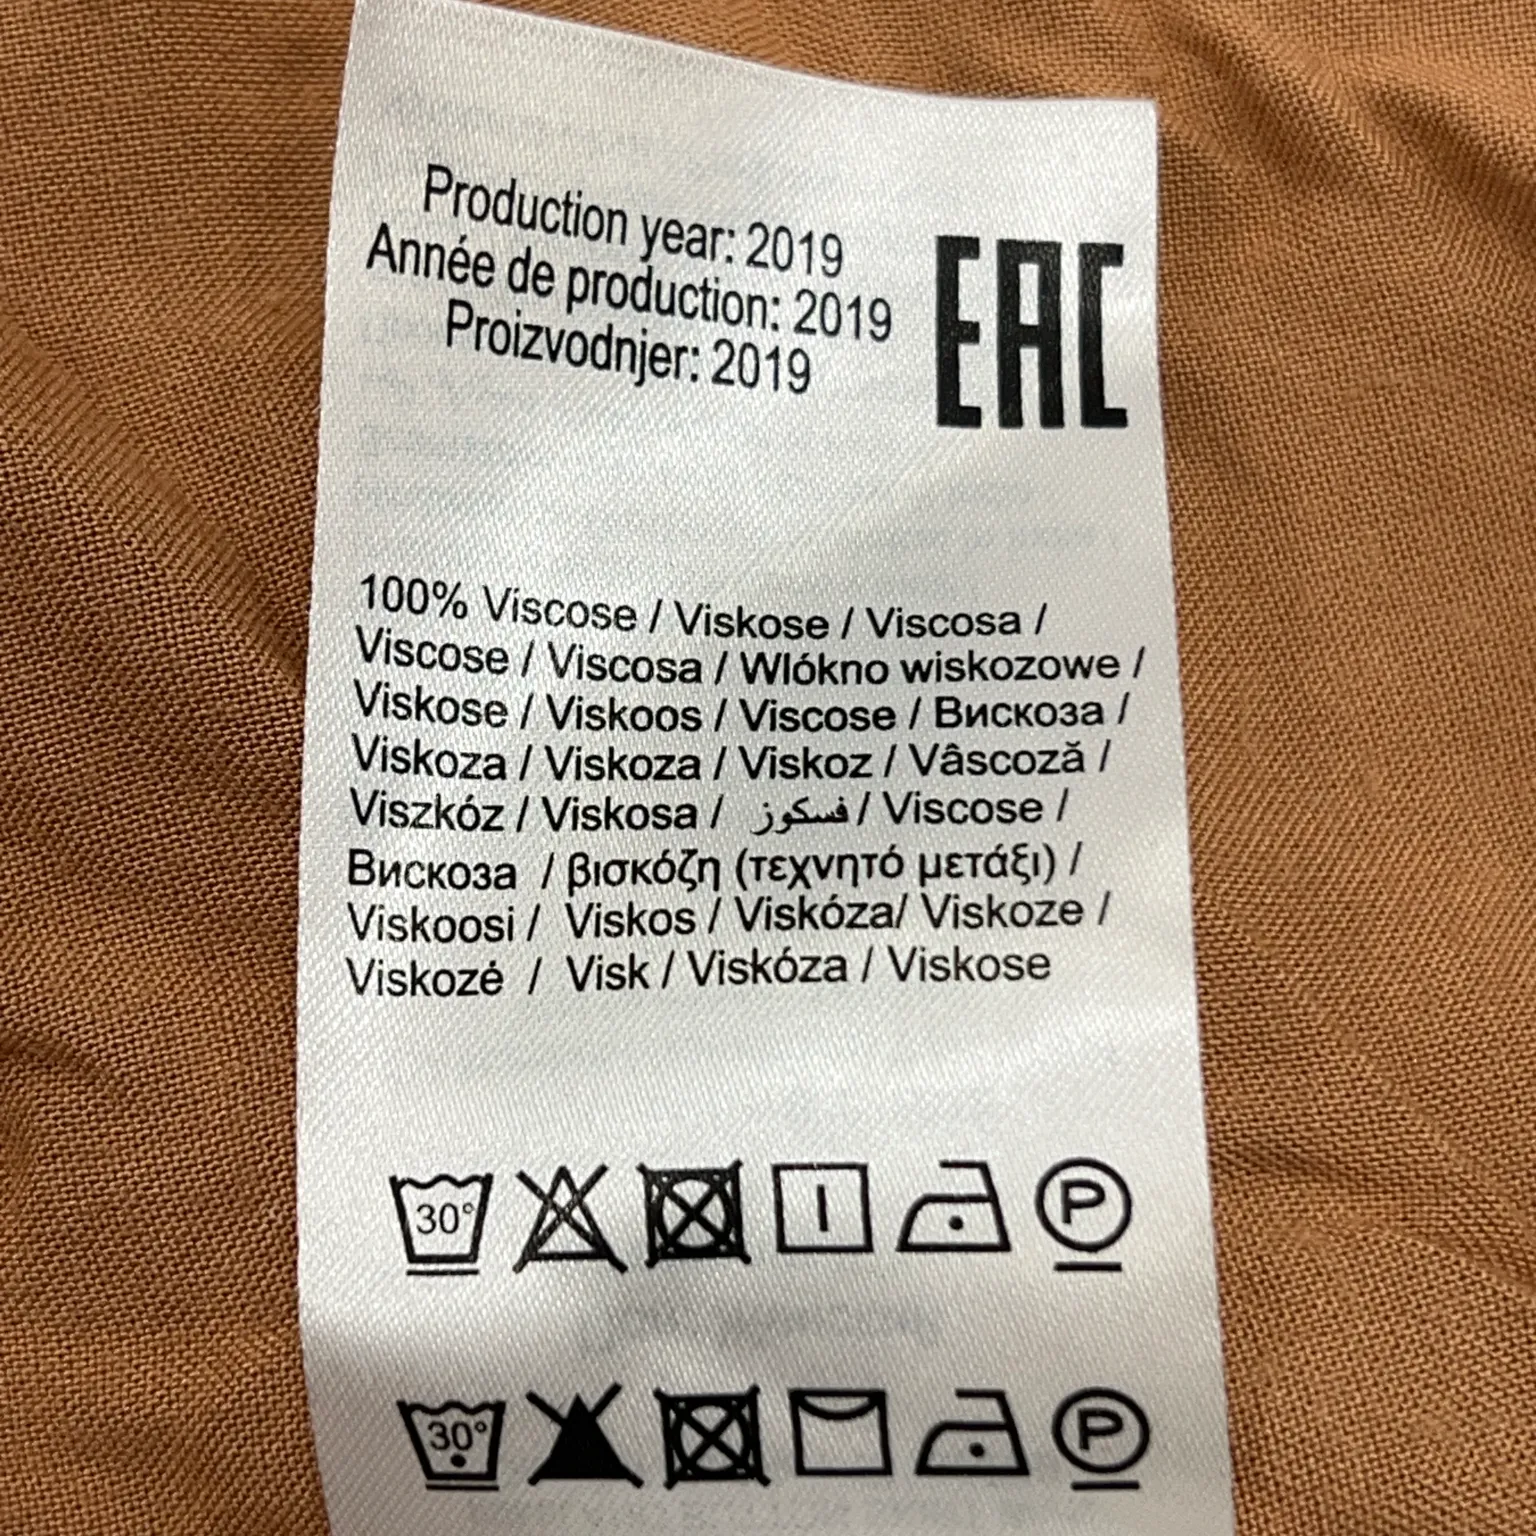 Production year: 2019
Année de production: 2019
Proizvodnjer: 2019
EAC
100% Viscose / Viskose / Viscosa /
Viscose / Viscosa / Wlókno wiskozowe /
Viskose / Viskoos / Viscose / Вискоза /
Viskoza / Viskoza / Viskoz / Vâscoză /
Viszkóz / Viskosa / فسكوز / Viscose /
Вискоза / βισκόζη (τεχνητό μετάξι) /
Viskoosi / Viskos / Viskóza/ Viskoze /
Viskozė / Visk / Viskóza / Viskose
30° P
30° P